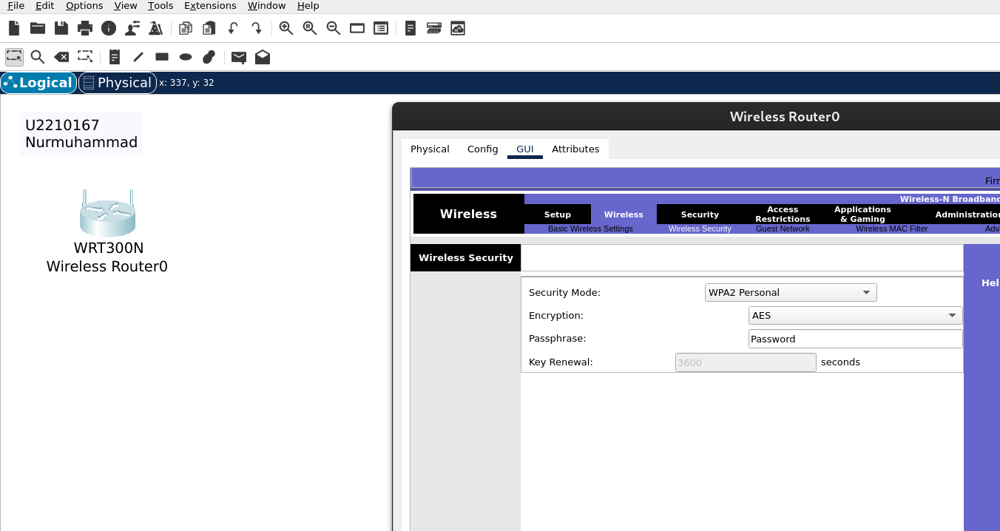 File Edit Options View Tools Extensions Window Help
Logical Physical x: 337, y: 32
U2210167
Nurmuhammad
WRT300N
Wireless Router0
Wireless Router0
Physical Config GUI Attributes
Firr
Wireless-N Broadband
Wireless Setup Wireless Security Access Restrictions Applications & Gaming Administration
Basic Wireless Settings Wireless Security Guest Network Wireless MAC Filter Adv
Wireless Security
Hel
Security Mode: WPA2 Personal
Encryption: AES
Passphrase: Password
Key Renewal: 3600 seconds